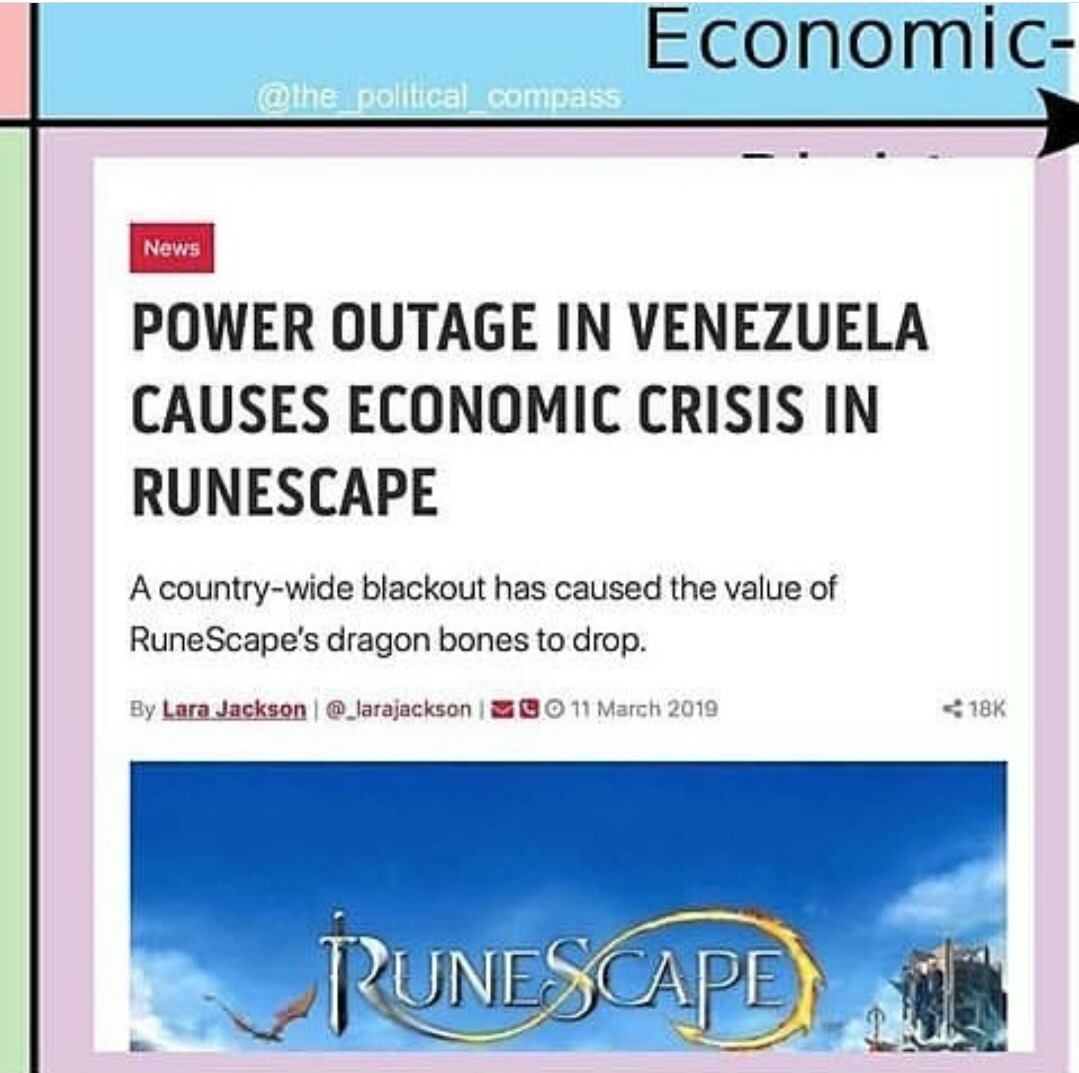 Economic-
@the_political_compass
News
POWER OUTAGE IN VENEZUELA
CAUSES ECONOMIC CRISIS IN
RUNESCAPE
A country-wide blackout has caused the value of
RuneScape's dragon bones to drop.
By Lara Jackson | @_larajackson | 11 March 2019 18K
RUNESCAPE